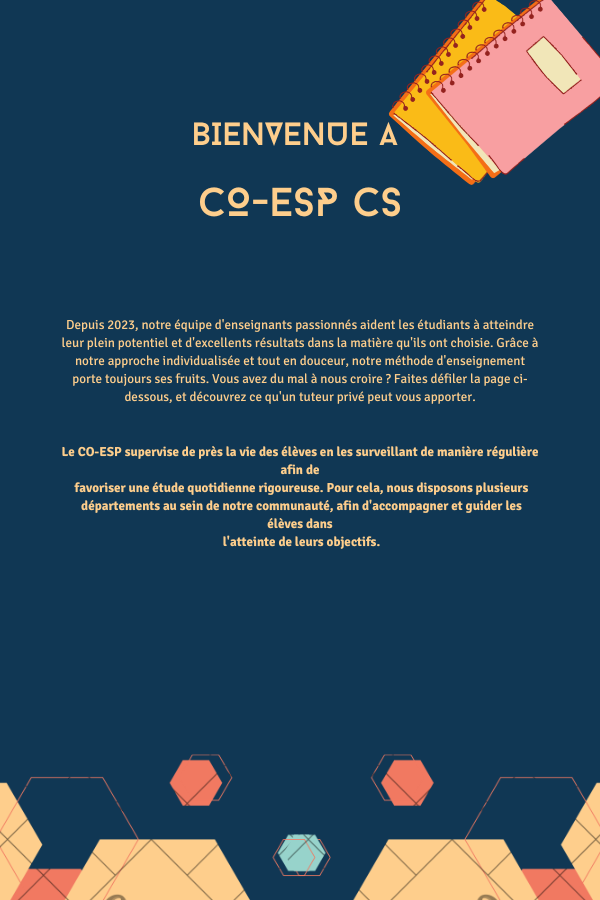 BIENVENUE A
CO-ESP CS
Depuis 2023, notre équipe d'enseignants passionnés aident les étudiants à atteindre
leur plein potentiel et d'excellents résultats dans la matière qu'ils ont choisie. Grâce à
notre approche individualisée et tout en douceur, notre méthode d'enseignement
porte toujours ses fruits. Vous avez du mal à nous croire ? Faites défiler la page ci-
dessous, et découvrez ce qu'un tuteur privé peut vous apporter.
Le CO-ESP supervise de près la vie des élèves en les surveillant de manière régulière
afin de
favoriser une étude quotidienne rigoureuse. Pour cela, nous disposons plusieurs
départements au sein de notre communauté, afin d'accompagner et guider les
élèves dans
l'atteinte de leurs objectifs.